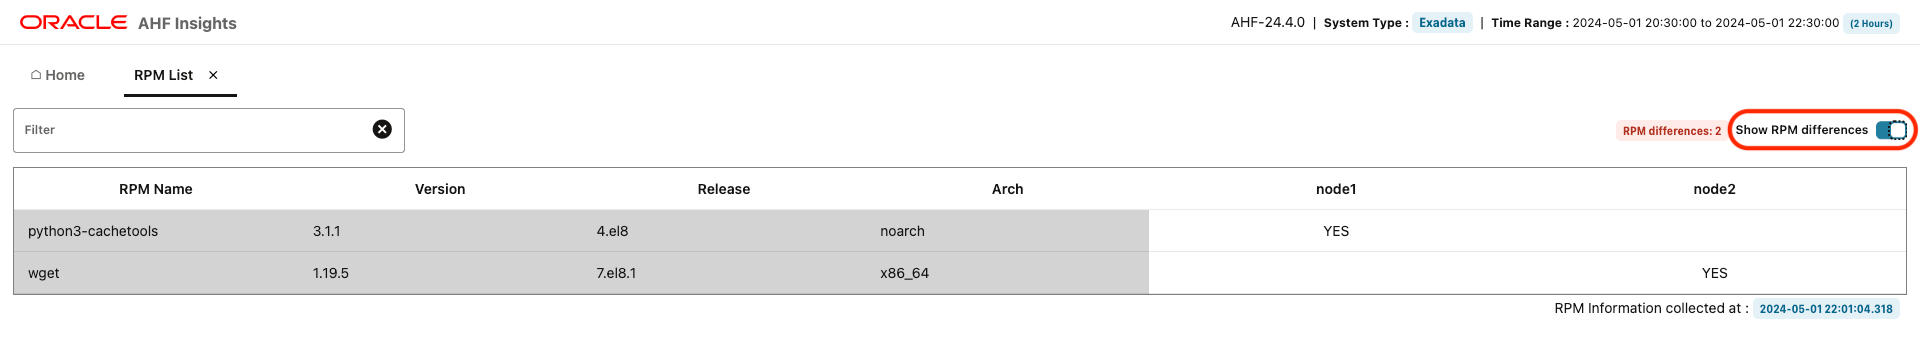 ORACLE AHF Insights AHF-24.4.0 | System Type : Exadata | Time Range : 2024-05-01 20:30:00 to 2024-05-01 22:30:00 (2 Hours)
Home RPM List ×
Filter RPM differences: 2 Show RPM differences
RPM Name Version Release Arch node1 node2
python3-cachetools 3.1.1 4.el8 noarch YES
wget 1.19.5 7.el8.1 x86_64 YES
RPM Information collected at : 2024-05-01 22:01:04.318